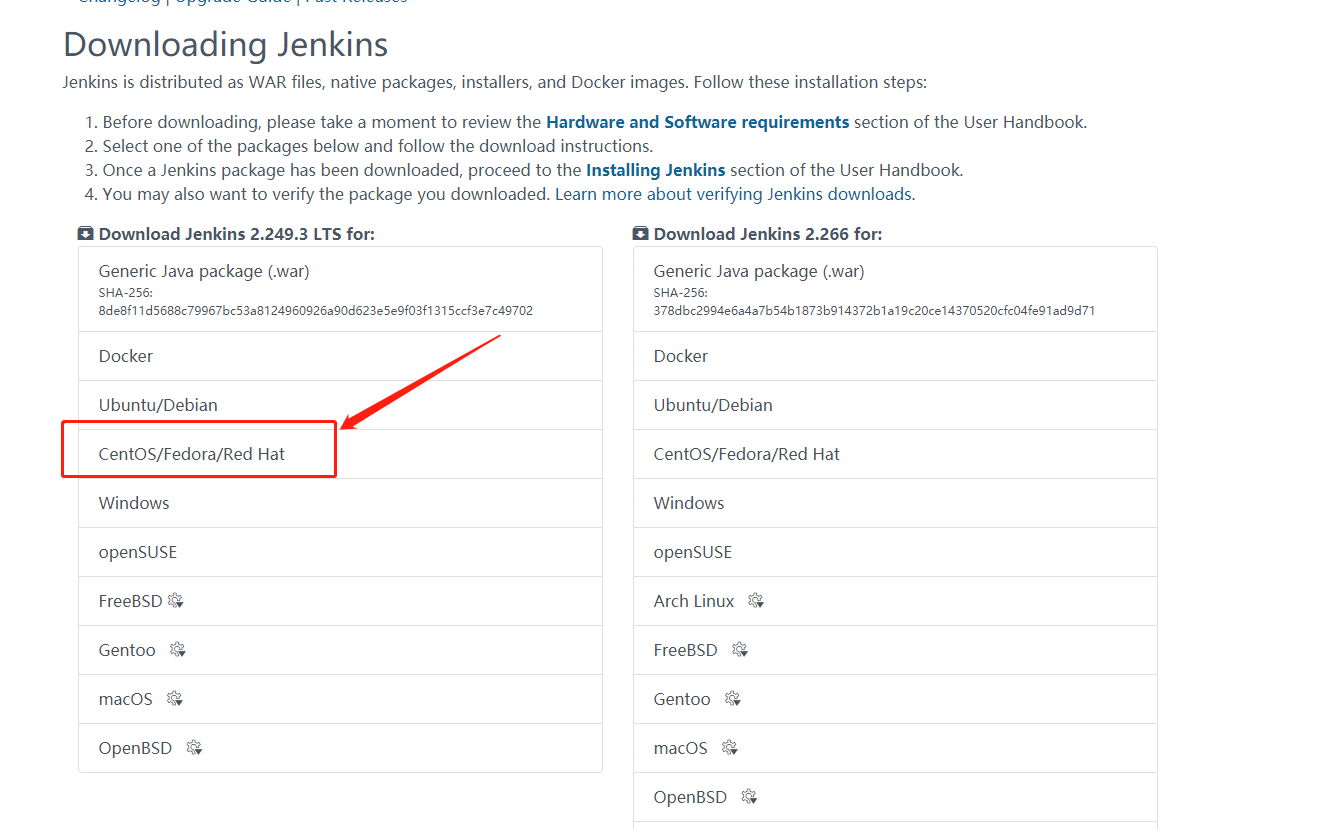 Changelog | Upgrade Guide | Past Releases
Downloading Jenkins
Jenkins is distributed as WAR files, native packages, installers, and Docker images. Follow these installation steps:
1. Before downloading, please take a moment to review the Hardware and Software requirements section of the User Handbook.
2. Select one of the packages below and follow the download instructions.
3. Once a Jenkins package has been downloaded, proceed to the Installing Jenkins section of the User Handbook.
4. You may also want to verify the package you downloaded. Learn more about verifying Jenkins downloads.
Download Jenkins 2.249.3 LTS for:
Generic Java package (.war)
SHA-256:
8de8f11d5688c79967bc53a8124960926a90d623e5e9f03f1315ccf3e7c49702
Docker
Ubuntu/Debian
CentOS/Fedora/Red Hat
Windows
openSUSE
FreeBSD
Gentoo
macOS
OpenBSD
Download Jenkins 2.266 for:
Generic Java package (.war)
SHA-256:
378dbc2994e6a4a7b54b1873b914372b1a19c20ce14370520cfc04fe91ad9d71
Docker
Ubuntu/Debian
CentOS/Fedora/Red Hat
Windows
openSUSE
Arch Linux
FreeBSD
Gentoo
macOS
OpenBSD